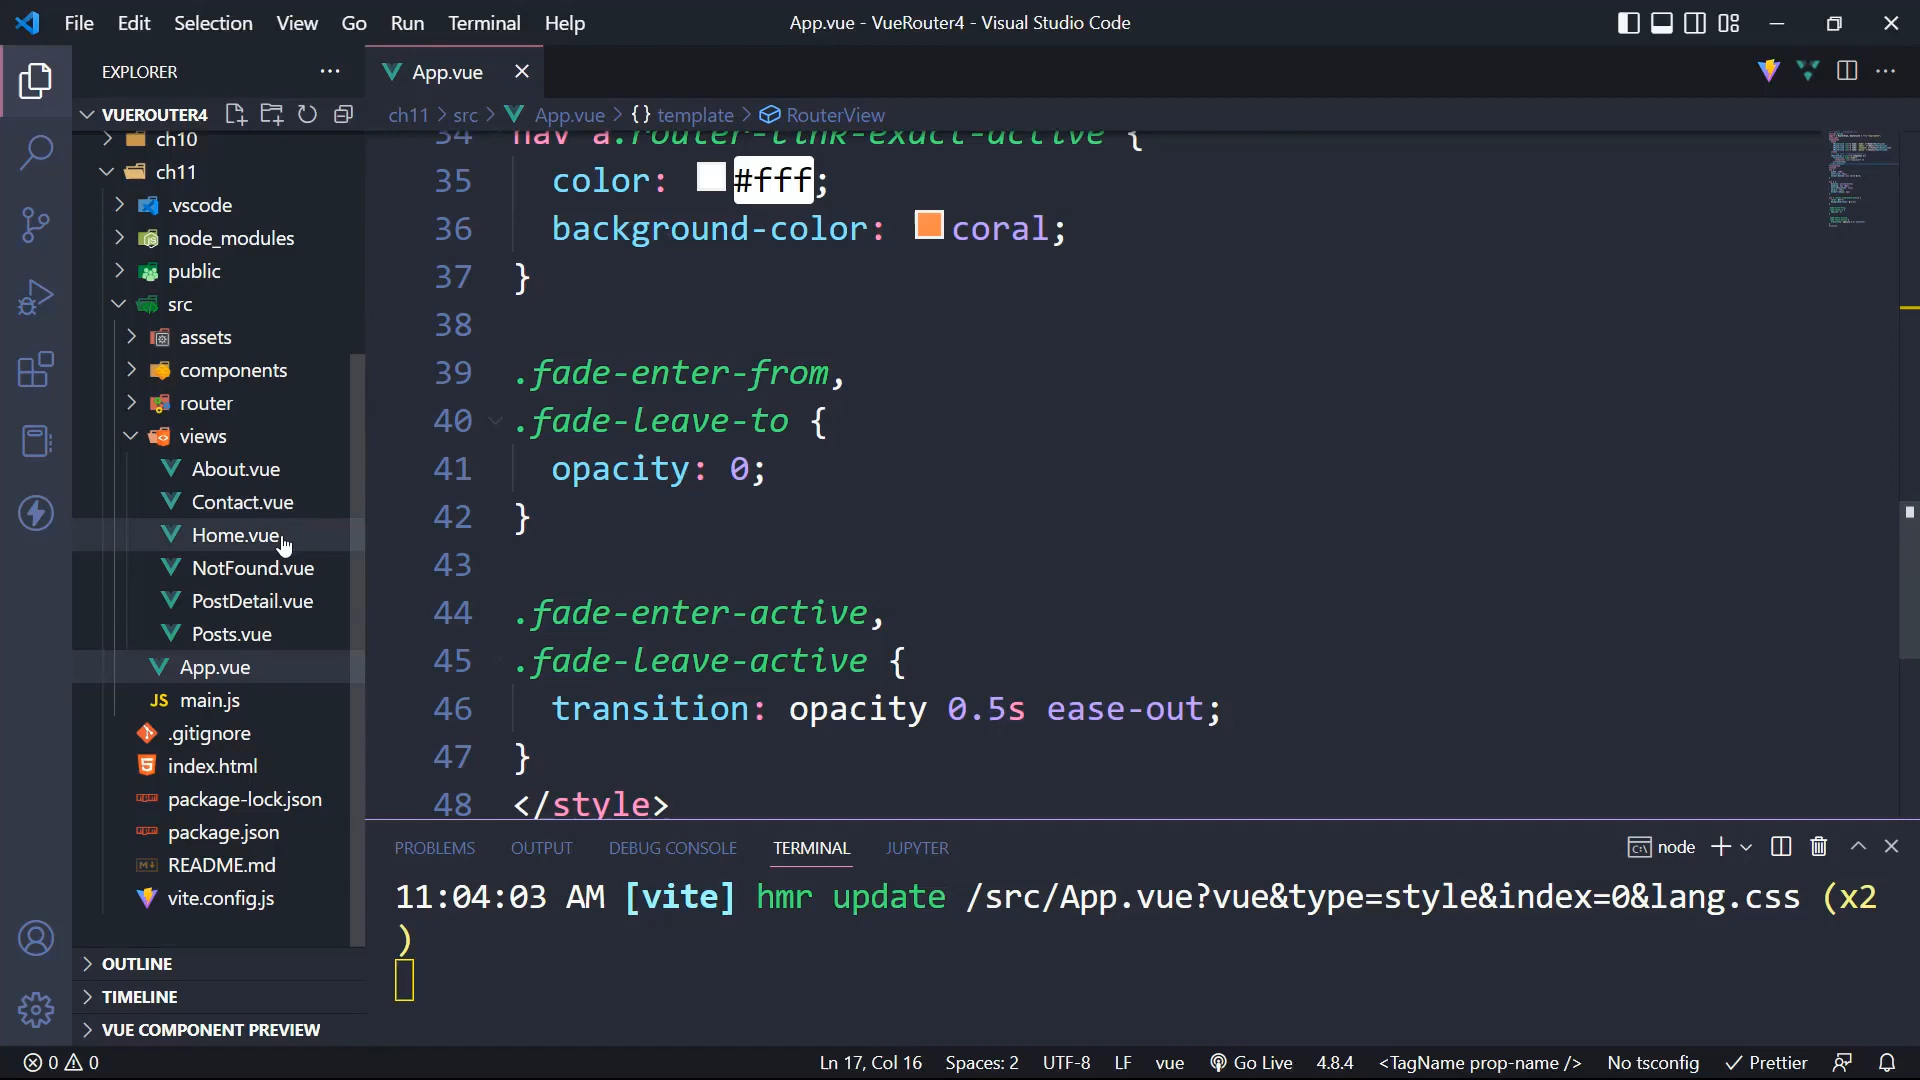 File Edit Selection View Go Run Terminal Help
App.vue - VueRouter4 - Visual Studio Code
EXPLORER
VUEROUTER4
ch10
ch11
.vscode
node_modules
public
src
assets
components
router
views
About.vue
Contact.vue
Home.vue
NotFound.vue
PostDetail.vue
Posts.vue
App.vue
JS main.js
.gitignore
index.html
package-lock.json
package.json
README.md
vite.config.js
OUTLINE
TIMELINE
VUE COMPONENT PREVIEW
App.vue
ch11 > src > App.vue > {} template > RouterView
34 nav a.router-link-exact-active {
35 color: #fff;
36 background-color: coral;
37 }
38
39 .fade-enter-from,
40 .fade-leave-to {
41 opacity: 0;
42 }
43
44 .fade-enter-active,
45 .fade-leave-active {
46 transition: opacity 0.5s ease-out;
47 }
48 </style>
PROBLEMS OUTPUT DEBUG CONSOLE TERMINAL JUPYTER
node
11:04:03 AM [vite] hmr update /src/App.vue?vue&type=style&index=0&lang.css (x2
)
0 0
Ln 17, Col 16 Spaces: 2 UTF-8 LF vue Go Live 4.8.4 <TagName prop-name /> No tsconfig Prettier